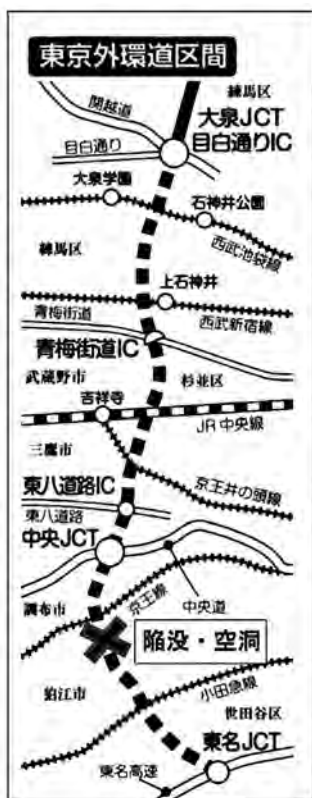 東京外環道区間
練馬区
関越道
大泉JCT
目白通りIC
目白通り
大泉学園
石神井公園
西武池袋線
練馬区
上石神井
青梅街道
西武新宿線
青梅街道IC
武蔵野市
杉並区
吉祥寺
JR中央線
三鷹市
京王井の頭線
東八道路IC
東八道路
中央JCT
中央道
調布市
京王線
陥没・空洞
狛江市
小田急線
世田谷区
東名JCT
東名高速